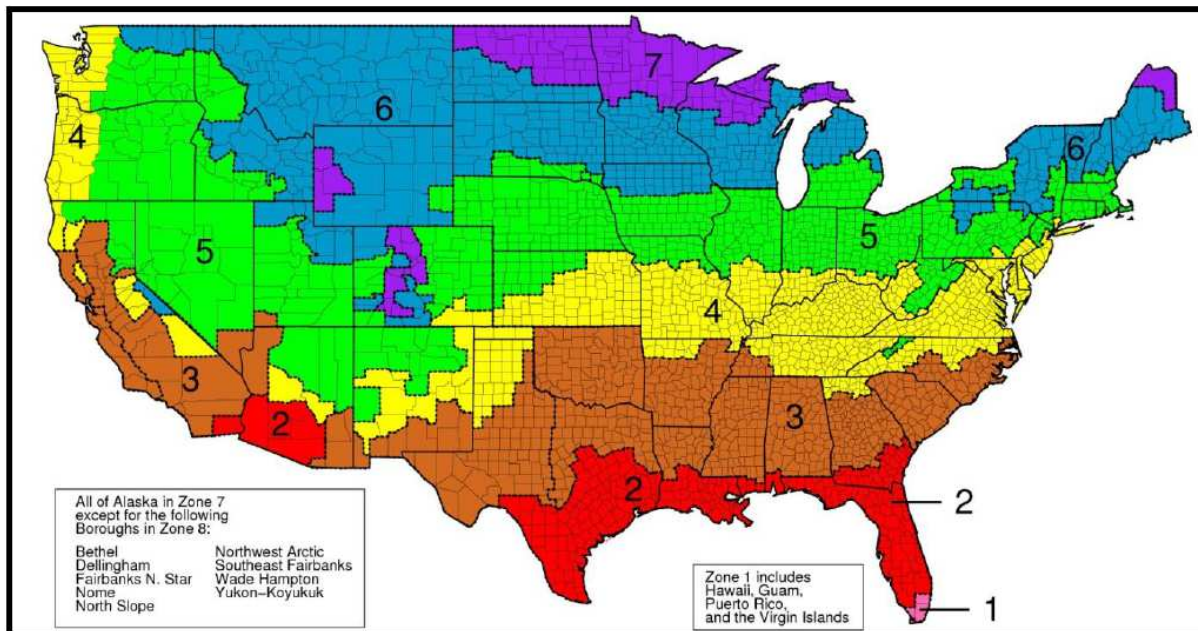 7
6
4
6
5
5
4
3
3
2
2
2
1
All of Alaska in Zone 7
except for the following
Boroughs in Zone 8:
Bethel Northwest Arctic
Dellingham Southeast Fairbanks
Fairbanks N. Star Wade Hampton
Nome Yukon-Koyukuk
North Slope
Zone 1 includes
Hawaii, Guam,
Puerto Rico,
and the Virgin Islands